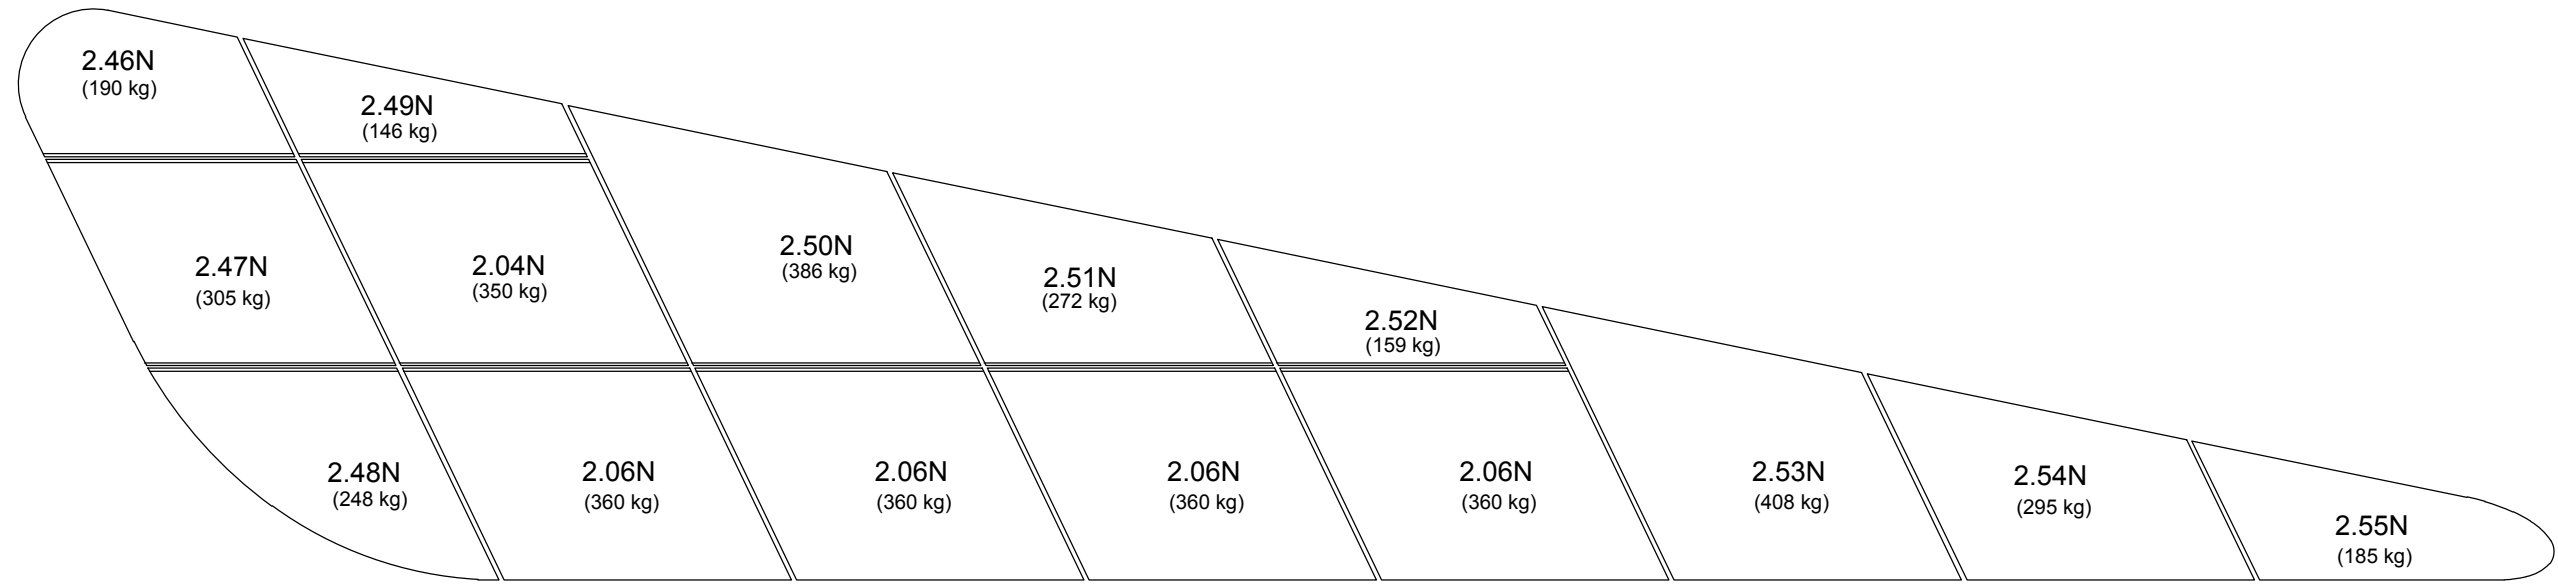 2.46N
(190 kg)
2.49N
(146 kg)
2.47N
(305 kg)
2.04N
(350 kg)
2.50N
(386 kg)
2.51N
(272 kg)
2.52N
(159 kg)
2.48N
(248 kg)
2.06N
(360 kg)
2.06N
(360 kg)
2.06N
(360 kg)
2.06N
(360 kg)
2.53N
(408 kg)
2.54N
(295 kg)
2.55N
(185 kg)